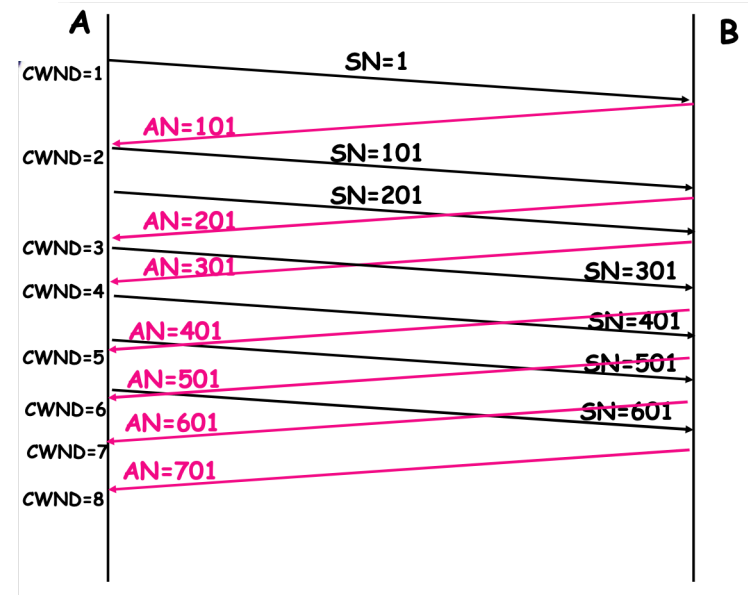 A
B
SN=1
CWND=1
AN=101
CWND=2
SN=101
SN=201
AN=201
CWND=3
AN=301
SN=301
CWND=4
SN=401
AN=401
CWND=5
SN=501
AN=501
CWND=6
SN=601
AN=601
CWND=7
AN=701
CWND=8